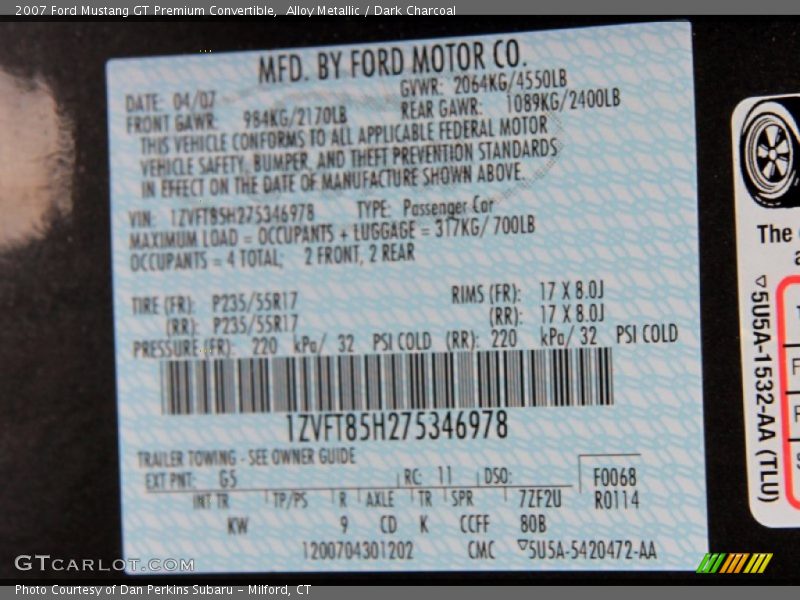 2007 Ford Mustang GT Premium Convertible,  Alloy Metallic / Dark Charcoal
MFD. BY FORD MOTOR CO.
DATE: 04/07 GVWR: 2064KG/4550LB
FRONT GAWR: 984KG/2170LB REAR GAWR: 1089KG/2400LB
THIS VEHICLE CONFORMS TO ALL APPLICABLE FEDERAL MOTOR
VEHICLE SAFETY, BUMPER, AND THEFT PREVENTION STANDARDS
IN EFFECT ON THE DATE OF MANUFACTURE SHOWN ABOVE.
VIN: 1ZVFT85H275346978 TYPE: Passenger Car
MAXIMUM LOAD = OCCUPANTS + LUGGAGE = 317KG/ 700LB
OCCUPANTS = 4 TOTAL; 2 FRONT, 2 REAR
TIRE (FR): P235/55R17 RIMS (FR): 17 X 8.0J
(RR): P235/55R17 (RR): 17 X 8.0J
PRESSURE (FR): 220 kPa/ 32 PSI COLD (RR): 220 kPa/ 32 PSI COLD
1ZVFT85H275346978
TRAILER TOWING - SEE OWNER GUIDE
EXT PNT: G5 RC: 11 DSO: F0068
INT TR TP/PS R AXLE TR SPR 7ZF2U R0114
KW 9 CD K CCFF 80B
1200704301202 CMC ▽5U5A-5420472-AA
The
▽5U5A-1532-AA (TLU)
GTCARLOT.COM
Photo Courtesy of Dan Perkins Subaru – Milford, CT